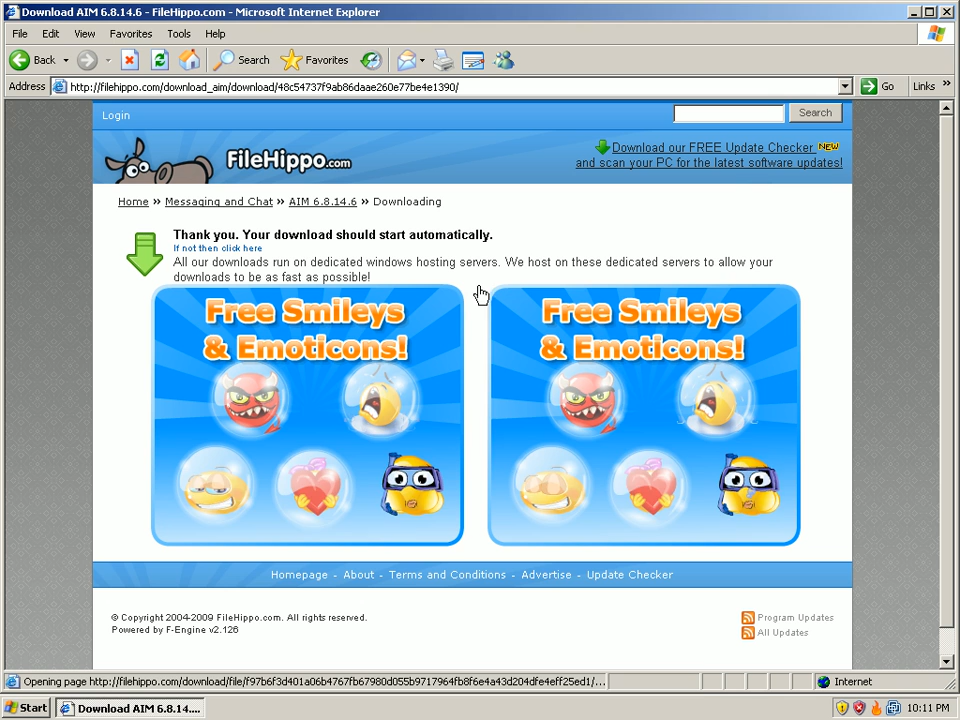 Download AIM 6.8.14.6 - FileHippo.com - Microsoft Internet Explorer
File Edit View Favorites Tools Help
Back Search Favorites
Address http://filehippo.com/download_aim/download/48c54737f9ab86daae260e77be4e1390/ Go Links »
Login Search
FileHippo.com
Download our FREE Update Checker NEW
and scan your PC for the latest software updates!
Home » Messaging and Chat » AIM 6.8.14.6 » Downloading
Thank you. Your download should start automatically.
If not then click here
All our downloads run on dedicated windows hosting servers. We host on these dedicated servers to allow your
downloads to be as fast as possible!
Free Smileys
& Emoticons!
Free Smileys
& Emoticons!
Homepage - About - Terms and Conditions - Advertise - Update Checker
© Copyright 2004-2009 FileHippo.com. All rights reserved.
Powered by F-Engine v2.126
Program Updates
All Updates
Opening page http://filehippo.com/download/file/f97b6f3d401a06b4767fb67980d055b9717964fb8f6e4a43d204dfe4eff25ed1/... Internet
Start Download AIM 6.8.14.... 10:11 PM